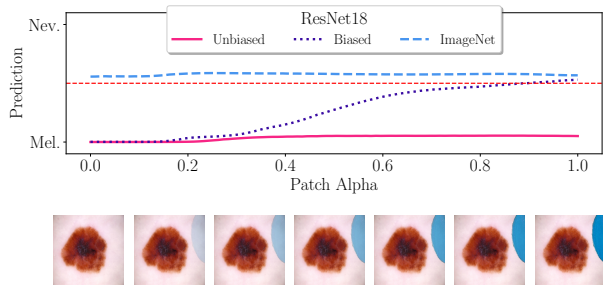 ResNet18
Unbiased Biased ImageNet
Nev.
Mel.
Prediction
0.0 0.2 0.4 0.6 0.8 1.0
Patch Alpha